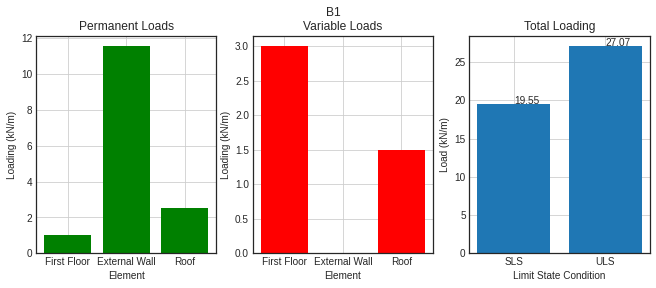 B1
Permanent Loads
Loading (kN/m)
12
10
8
6
4
2
0
First Floor External Wall Roof
Element
Variable Loads
Loading (kN/m)
3.0
2.5
2.0
1.5
1.0
0.5
0.0
First Floor External Wall Roof
Element
Total Loading
Load (kN/m)
25
20
15
10
5
0
19.55
27.07
SLS ULS
Limit State Condition